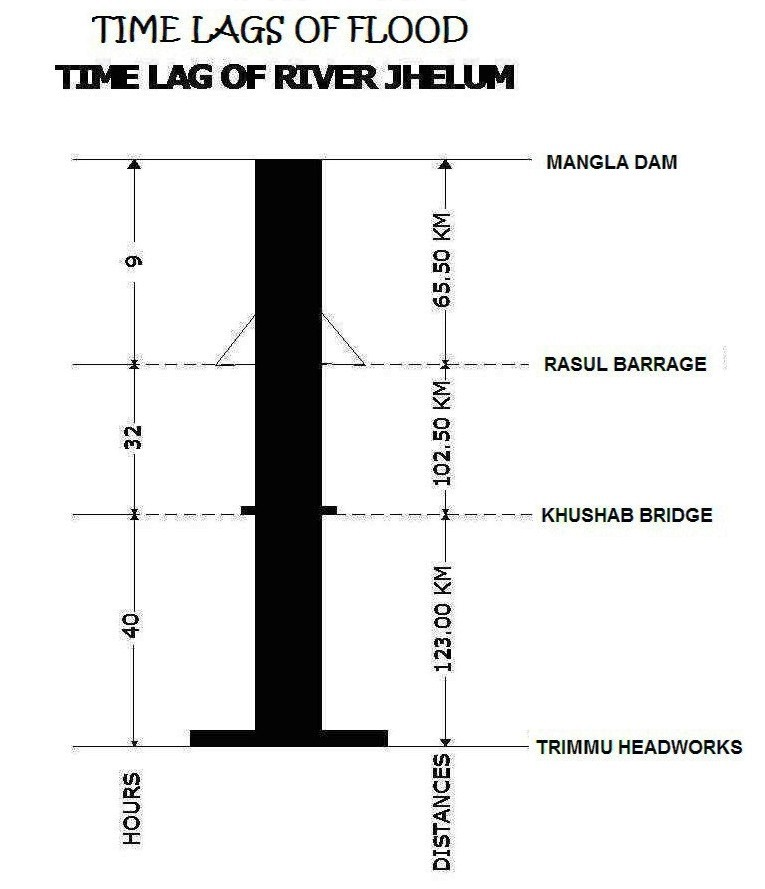 TIME LAGS OF FLOOD
TIME LAG OF RIVER JHELUM
MANGLA DAM
9
65.50 KM
RASUL BARRAGE
32
102.50 KM
KHUSHAB BRIDGE
40
123.00 KM
TRIMMU HEADWORKS
HOURS
DISTANCES